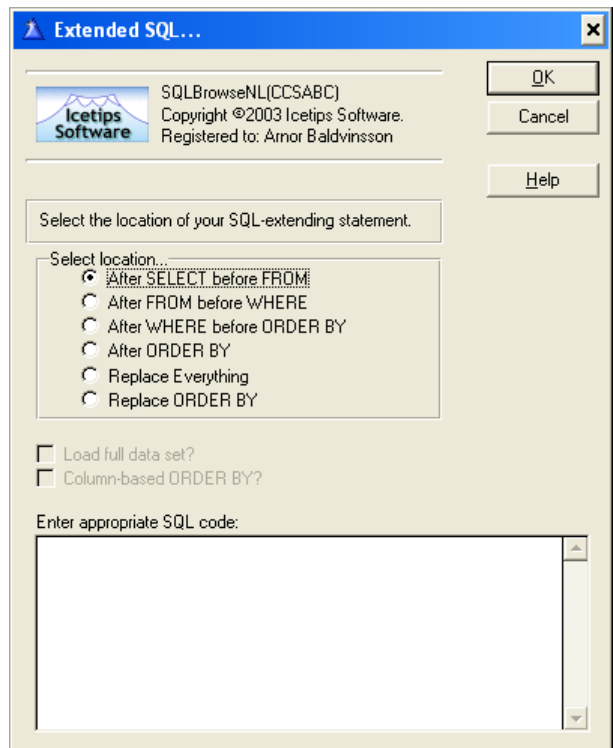 Extended SQL...
OK
Cancel
Help
Icetips
Software
SQLBrowseNL(CCSABC)
Copyright ©2003 Icetips Software.
Registered to: Arnor Baldvinsson
Select the location of your SQL-extending statement.
Select location...
After SELECT before FROM
After FROM before WHERE
After WHERE before ORDER BY
After ORDER BY
Replace Everything
Replace ORDER BY
Load full data set?
Column-based ORDER BY?
Enter appropriate SQL code: